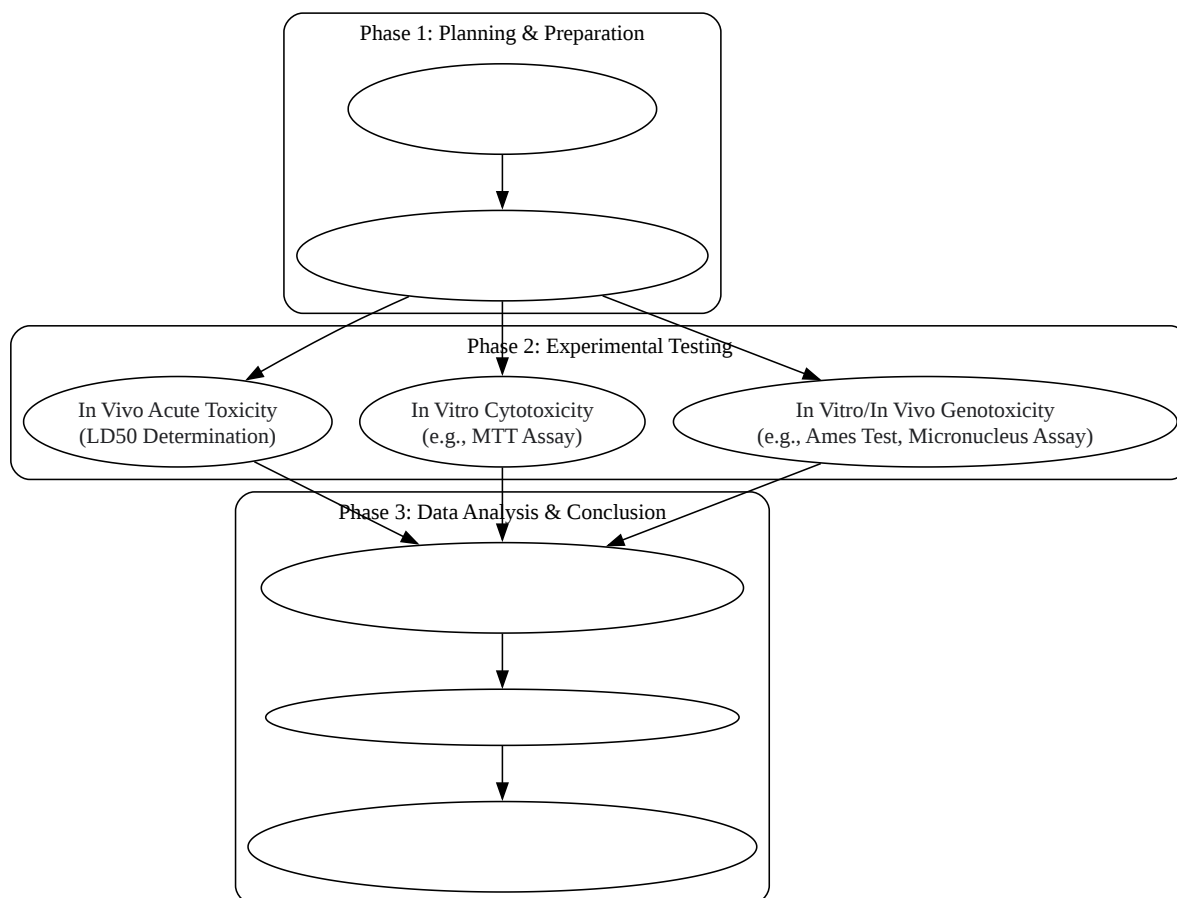 Phase 1: Planning & Preparation
Phase 2: Experimental Testing
In Vivo Acute Toxicity
(LD50 Determination)
In Vitro Cytotoxicity
(e.g., MTT Assay)
In Vitro/In Vivo Genotoxicity
(e.g., Ames Test, Micronucleus Assay)
Phase 3: Data Analysis & Conclusion